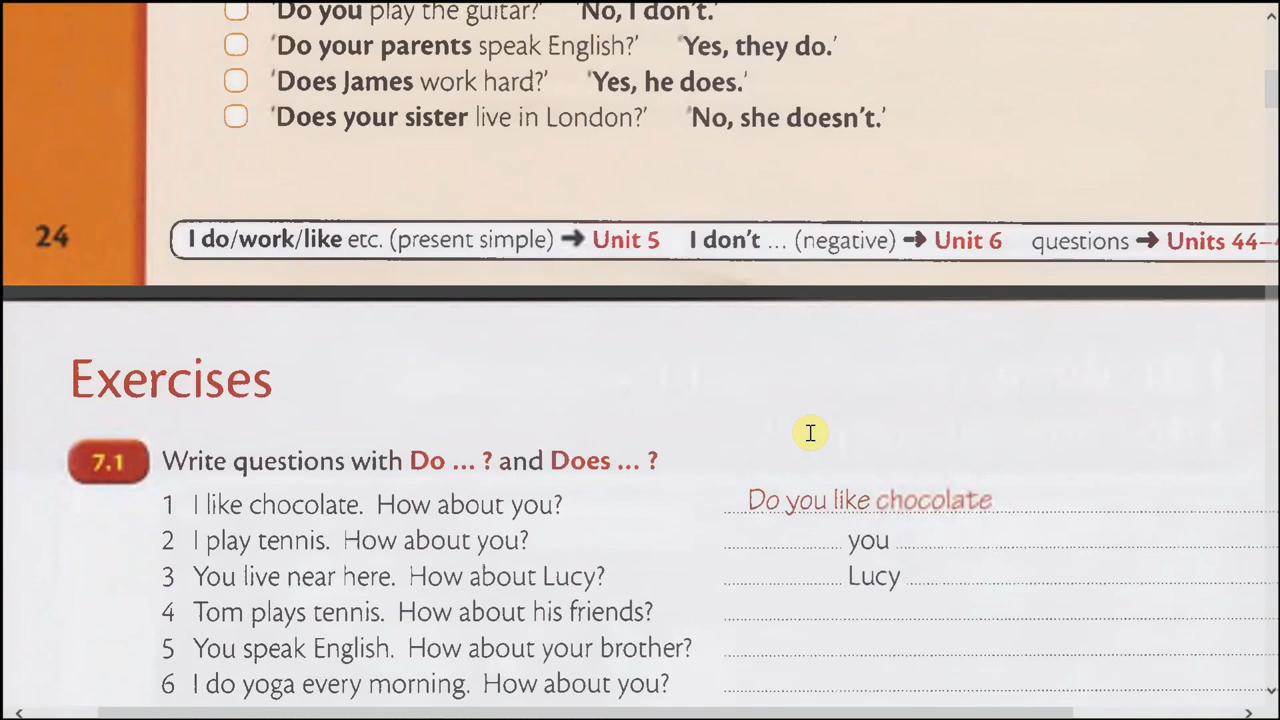 'Do you play the guitar?' 'No, I don't.'
'Do your parents speak English?' 'Yes, they do.'
'Does James work hard?' 'Yes, he does.'
'Does your sister live in London?' 'No, she doesn't.'
24 I do/work/like etc. (present simple) → Unit 5 I don't ... (negative) → Unit 6 questions → Units 44–
Exercises
7.1 Write questions with Do ... ? and Does ... ?
1 I like chocolate. How about you? Do you like chocolate
2 I play tennis. How about you? ............ you ............
3 You live near here. How about Lucy? ............ Lucy ............
4 Tom plays tennis. How about his friends? ............
5 You speak English. How about your brother? ............
6 I do yoga every morning. How about you? ............